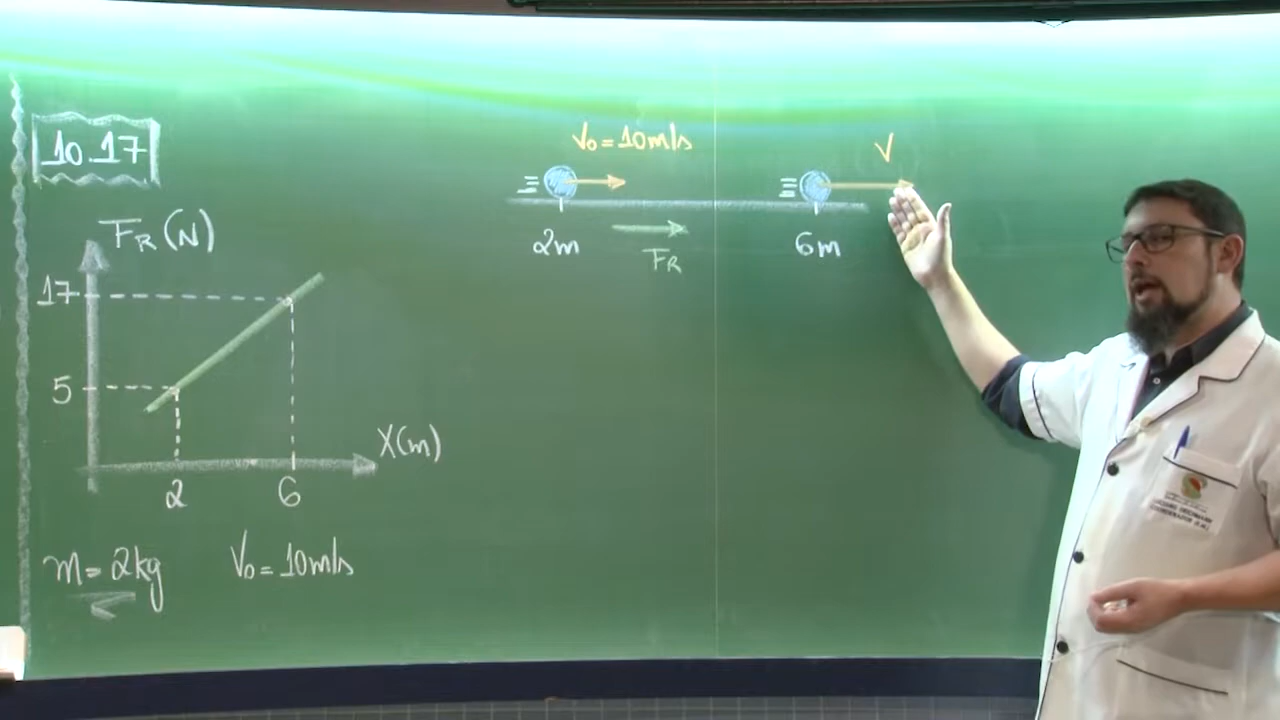 10.17
FR(N)
17
5
2
6
X(m)
m=2kg
V0=10m/s
V0=10m/s
2m
FR
V
6m